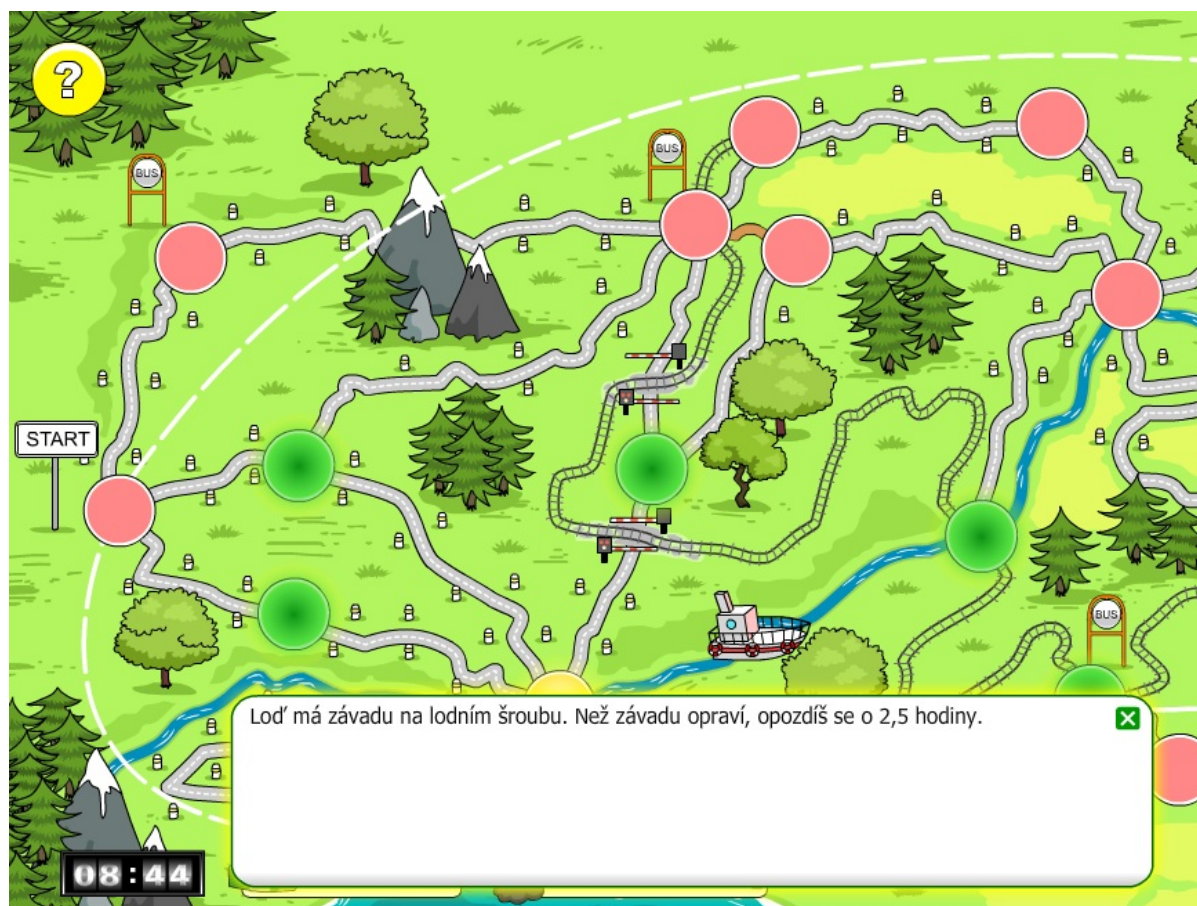 ?
BUS
BUS
START
BUS
Loď má závadu na lodním šroubu. Než závadu opraví, opozdíš se o 2,5 hodiny.
08:44